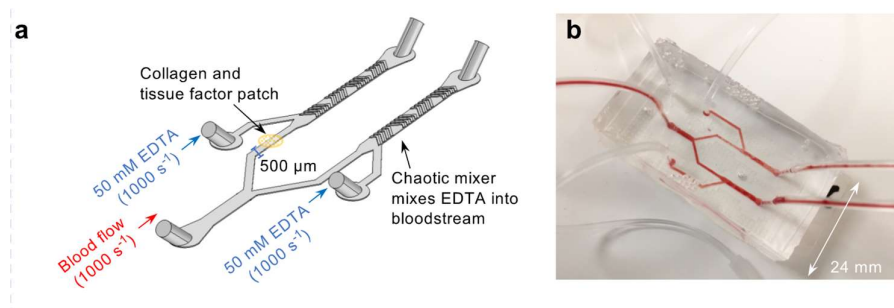 a
b
Collagen and
tissue factor patch
50 mM EDTA
(1000 s⁻¹)
500 µm
Blood flow
(1000 s⁻¹)
50 mM EDTA
(1000 s⁻¹)
Chaotic mixer
mixes EDTA into
bloodstream
24 mm